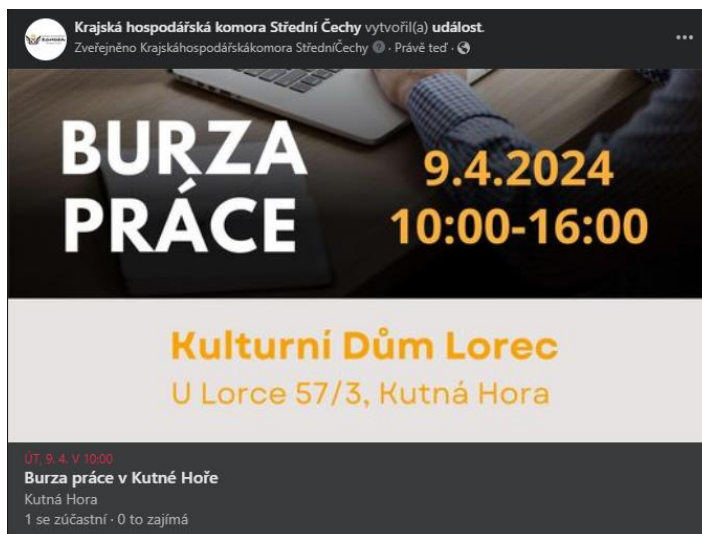 Krajská hospodářská komora Střední Čechy vytvořil(a) událost.
Zveřejněno Krajskáhospodářskákomora StředníČechy · Právě teď ·
BURZA
PRÁCE
9.4.2024
10:00-16:00
Kulturní Dům Lorec
U Lorce 57/3, Kutná Hora
ÚT, 9. 4. V 10:00
Burza práce v Kutné Hoře
Kutná Hora
1 se zúčastní · 0 to zajímá